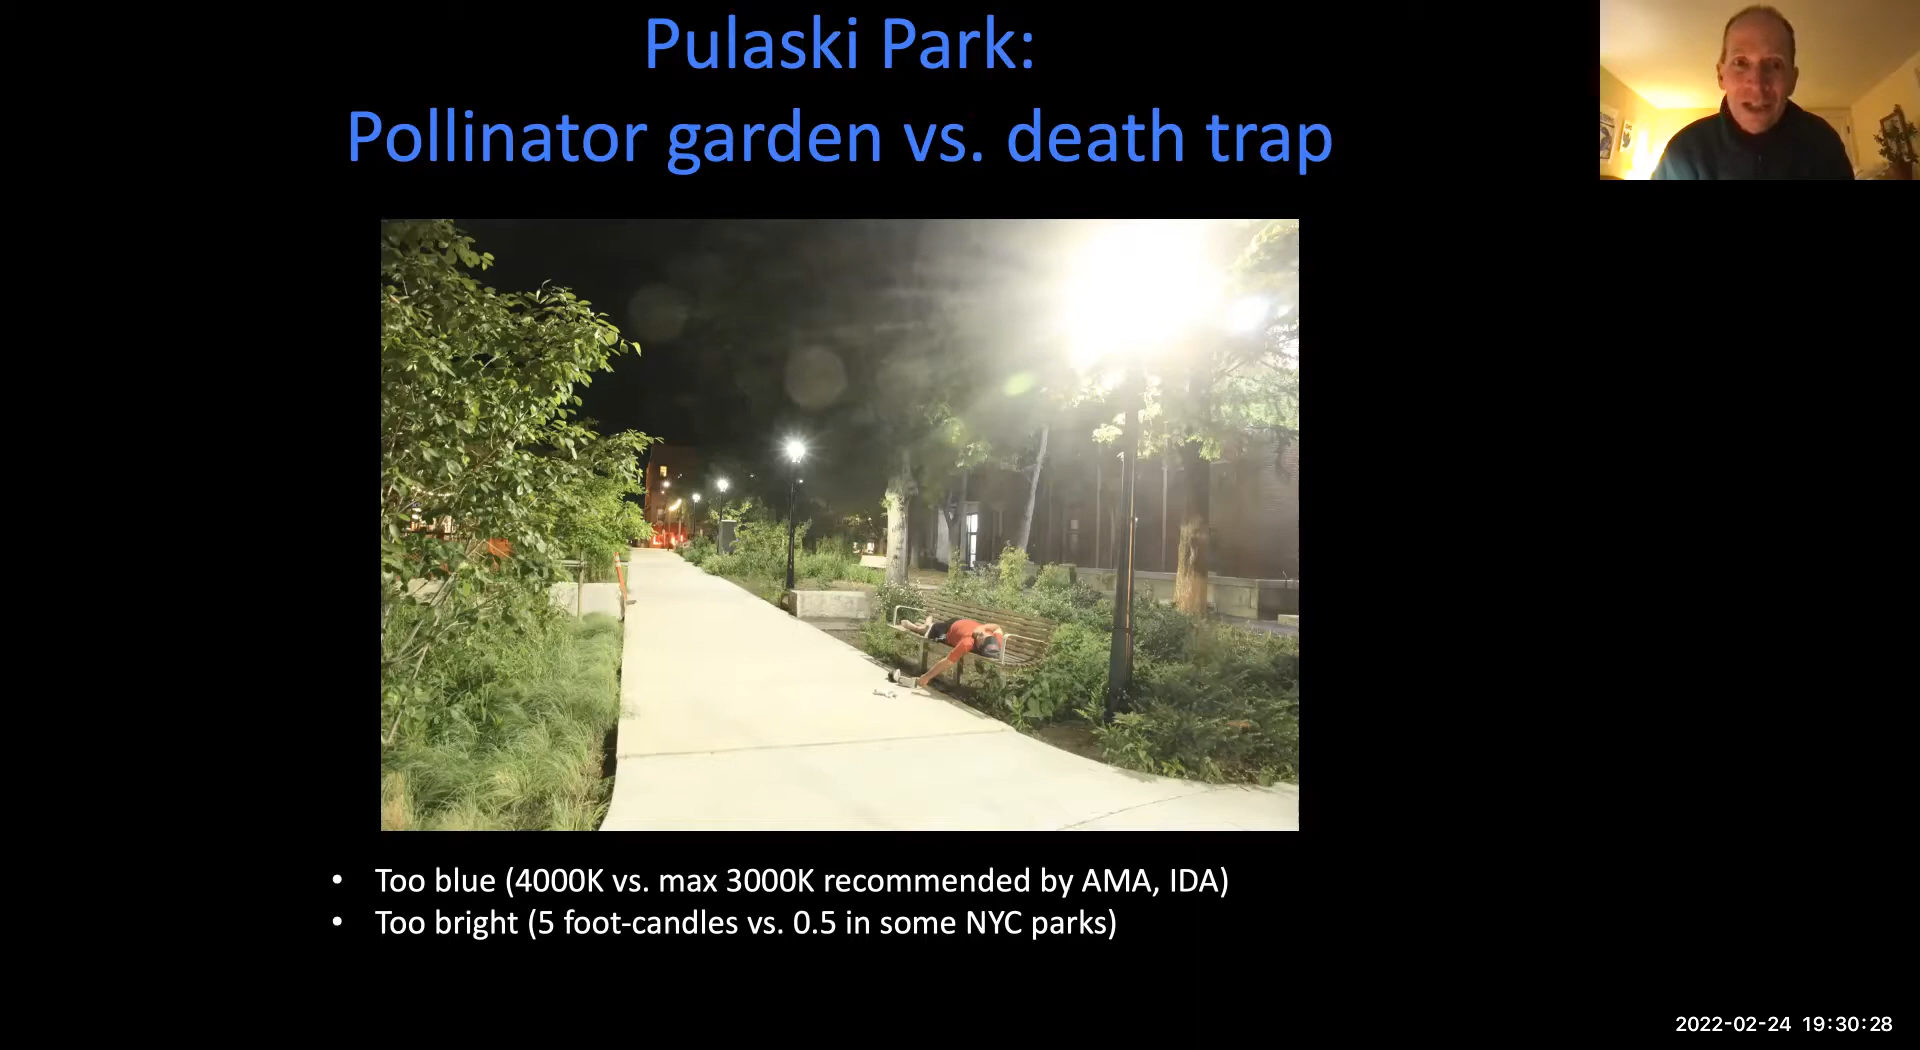 Pulaski Park:
Pollinator garden vs. death trap
• Too blue (4000K vs. max 3000K recommended by AMA, IDA)
• Too bright (5 foot-candles vs. 0.5 in some NYC parks)
2022-02-24 19:30:28